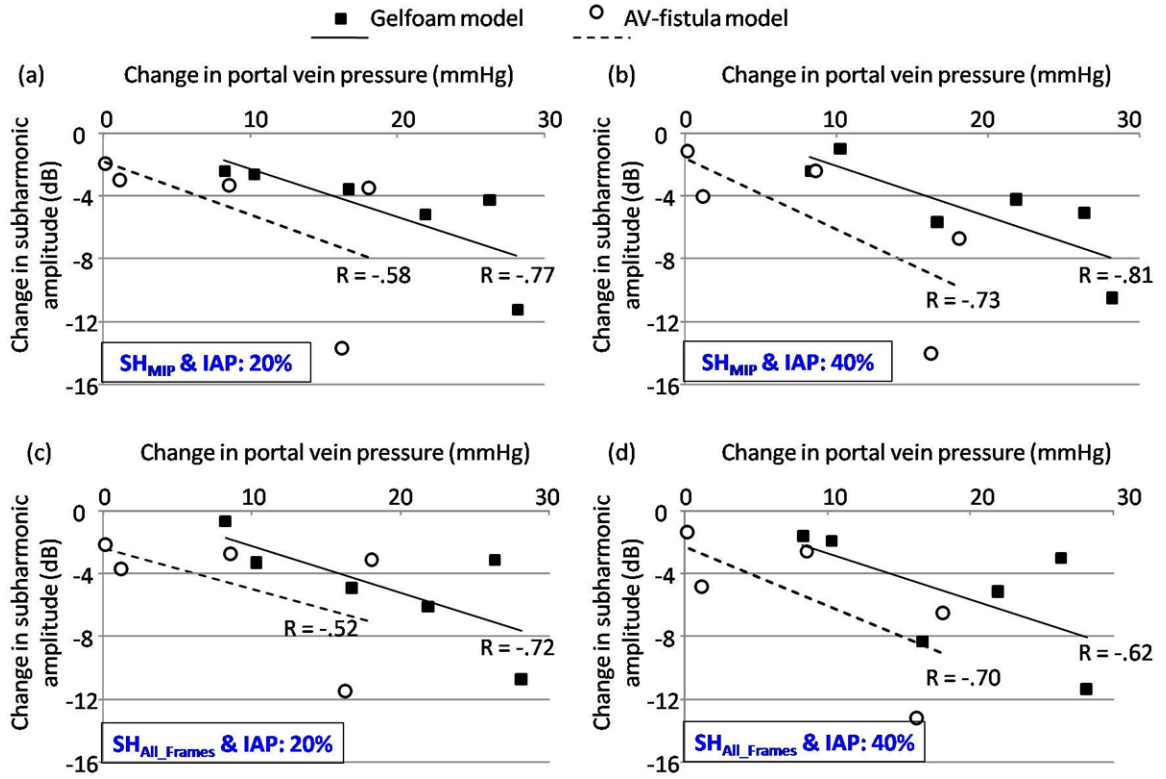 Gelfoam model AV-fistula model
(a) Change in portal vein pressure (mmHg)
0 10 20 30
0
-4
-8
-12
-16
Change in subharmonic
amplitude (dB)
R = -.58 R = -.77
SHMIP & IAP: 20%
(b) Change in portal vein pressure (mmHg)
0 10 20 30
0
-4
-8
-12
-16
Change in subharmonic
amplitude (dB)
R = -.73 R = -.81
SHMIP & IAP: 40%
(c) Change in portal vein pressure (mmHg)
0 10 20 30
0
-4
-8
-12
-16
Change in subharmonic
amplitude (dB)
R = -.52 R = -.72
SHAll_Frames & IAP: 20%
(d) Change in portal vein pressure (mmHg)
0 10 20 30
0
-4
-8
-12
-16
Change in subharmonic
amplitude (dB)
R = -.70 R = -.62
SHAll_Frames & IAP: 40%